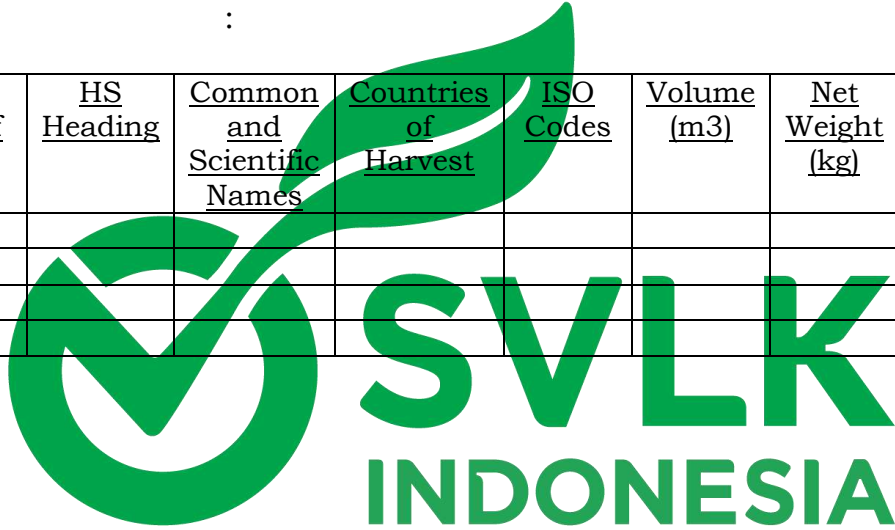 :
HS Common Countries ISO Volume Net
Heading and of Codes (m3) Weight
Scientific Harvest (kg)
Names
SVLK
INDONESIA